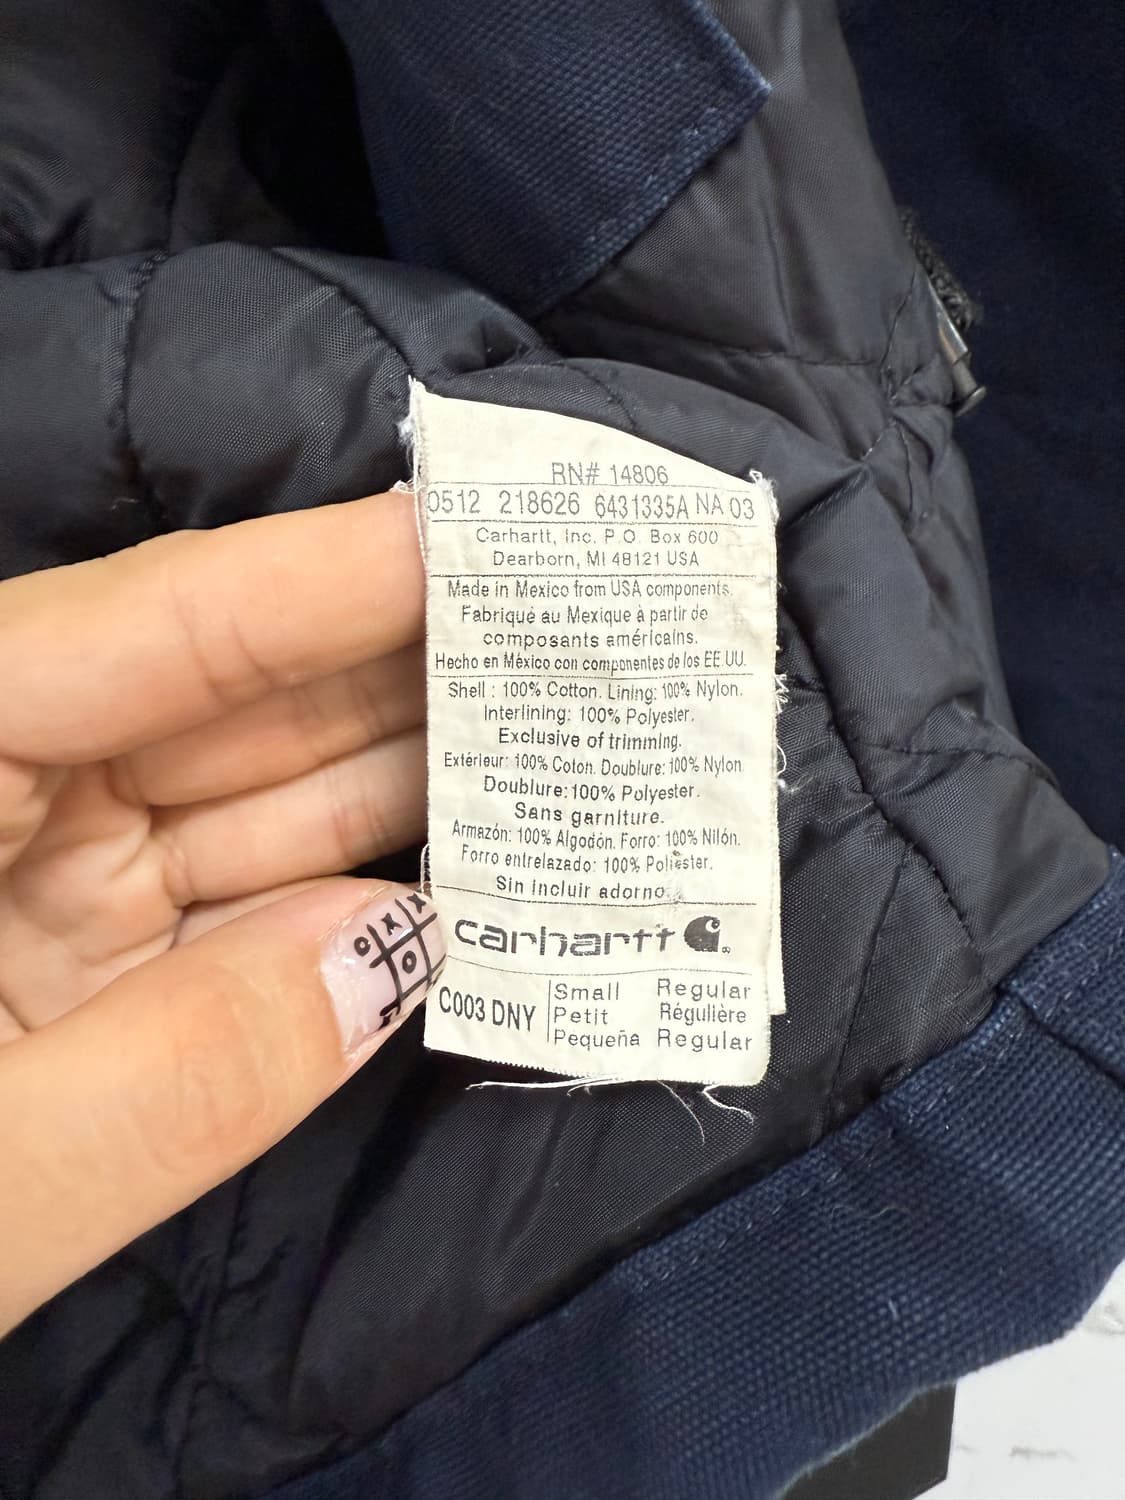 RN# 14806
0512 218626 6431335A NA 03
Carhartt, Inc. P.O. Box 600
Dearborn, MI 48121 USA
Made in Mexico from USA components.
Fabriqué au Mexique à partir de
composants américains.
Hecho en México con componentes de los EE.UU.
Shell : 100% Cotton. Lining: 100% Nylon.
Interlining: 100% Polyester.
Exclusive of trimming.
Extérieur: 100% Coton. Doublure: 100% Nylon.
Doublure: 100% Polyester.
Sans garniture.
Armazón: 100% Algodón. Forro: 100% Nilón.
Forro entrelazado: 100% Poliester.
Sin incluir adorno.
carhartt
C003 DNY
Small Regular
Petit Régulière
Pequeña Regular